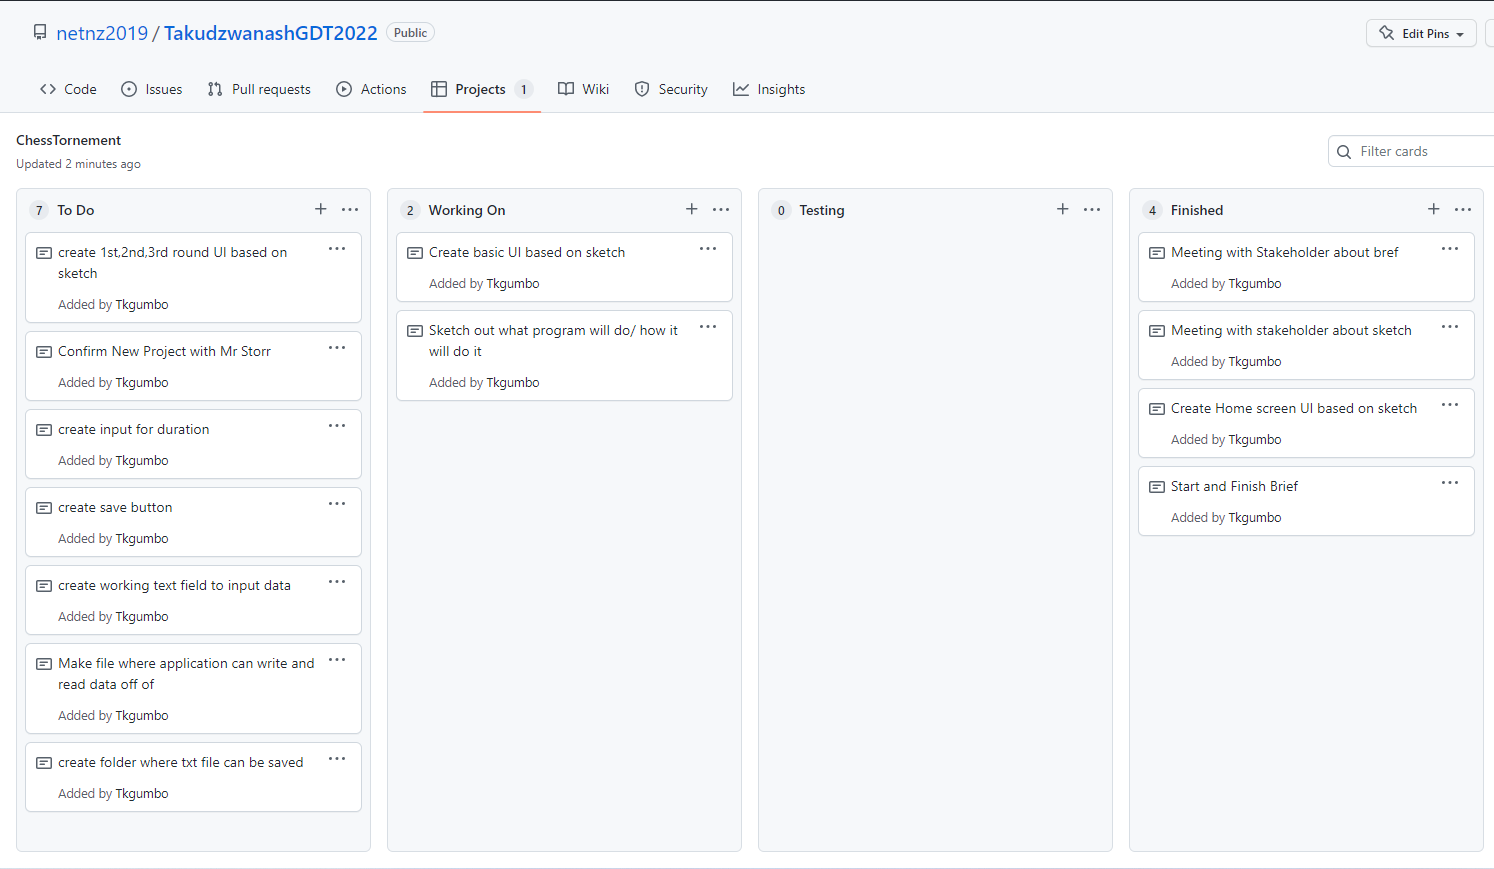 netnz2019 / TakudzwanashGDT2022 Public
Edit Pins
Code Issues Pull requests Actions Projects 1 Wiki Security Insights
ChessTornement
Updated 2 minutes ago
Filter cards
7 To Do
create 1st,2nd,3rd round UI based on
sketch
Added by Tkgumbo
Confirm New Project with Mr Storr
Added by Tkgumbo
create input for duration
Added by Tkgumbo
create save button
Added by Tkgumbo
create working text field to input data
Added by Tkgumbo
Make file where application can write and
read data off of
Added by Tkgumbo
create folder where txt file can be saved
Added by Tkgumbo
2 Working On
Create basic UI based on sketch
Added by Tkgumbo
Sketch out what program will do/ how it
will do it
Added by Tkgumbo
0 Testing
4 Finished
Meeting with Stakeholder about bref
Added by Tkgumbo
Meeting with stakeholder about sketch
Added by Tkgumbo
Create Home screen UI based on sketch
Added by Tkgumbo
Start and Finish Brief
Added by Tkgumbo